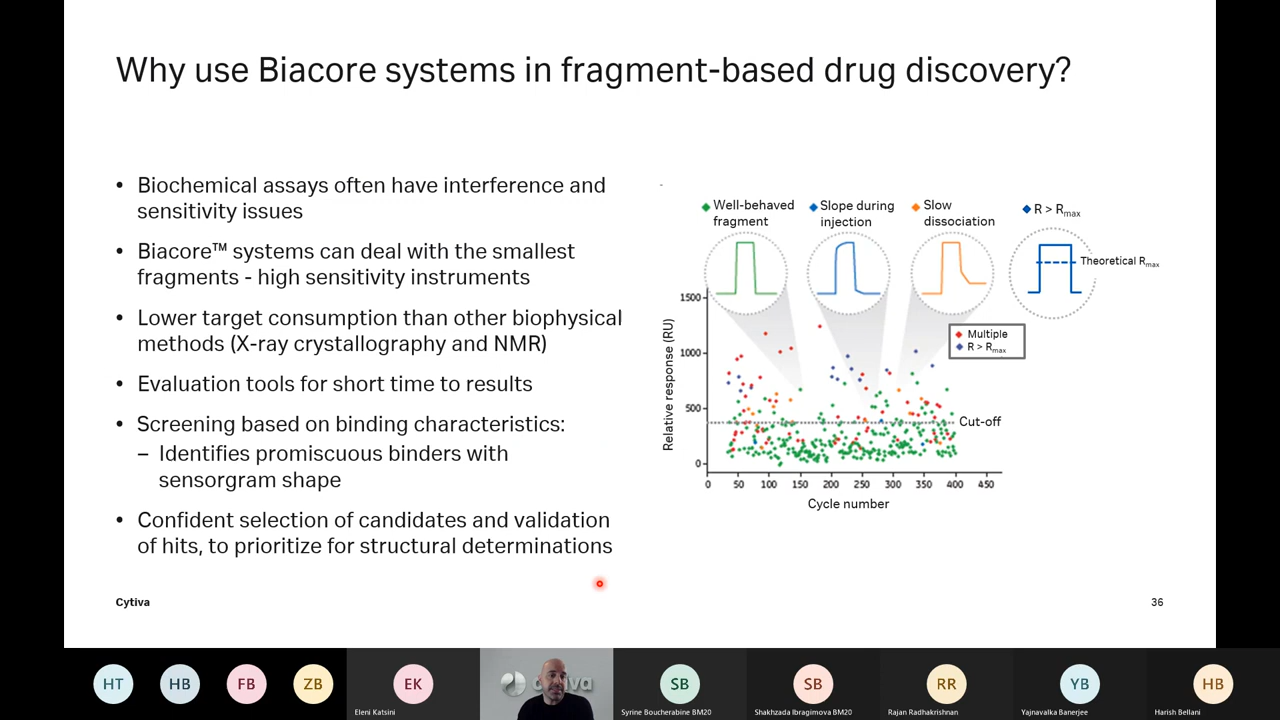 Why use Biacore systems in fragment-based drug discovery?
• Biochemical assays often have interference and
sensitivity issues
• Biacore™ systems can deal with the smallest
fragments - high sensitivity instruments
• Lower target consumption than other biophysical
methods (X-ray crystallography and NMR)
• Evaluation tools for short time to results
• Screening based on binding characteristics:
– Identifies promiscuous binders with
sensorgram shape
• Confident selection of candidates and validation
of hits, to prioritize for structural determinations
Well-behaved
fragment
Slope during
injection
Slow
dissociation
R > Rmax
Theoretical Rmax
Multiple
R > Rmax
Relative response (RU)
1500
1000
500
0
Cut-off
0 50 100 150 200 250 300 350 400 450
Cycle number
Cytiva
36
HT
HB
FB
ZB
EK
Eleni Katsini
SB
Syrine Boucherabine BM20
SB
Shakhzada Ibragimova BM20
RR
Rajan Radhakrishnan
YB
Yajnavalka Banerjee
HB
Harish Bellani